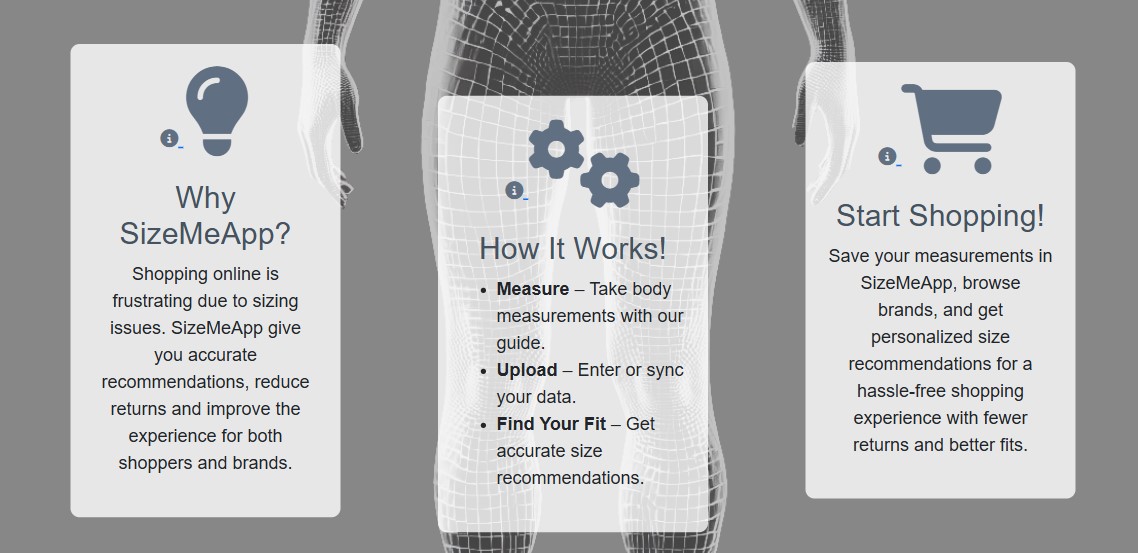 Why
SizeMeApp?
Shopping online is
frustrating due to sizing
issues. SizeMeApp give
you accurate
recommendations, reduce
returns and improve the
experience for both
shoppers and brands.
How It Works!
• Measure – Take body
measurements with our
guide.
• Upload – Enter or sync
your data.
• Find Your Fit – Get
accurate size
recommendations.
Start Shopping!
Save your measurements in
SizeMeApp, browse
brands, and get
personalized size
recommendations for a
hassle-free shopping
experience with fewer
returns and better fits.